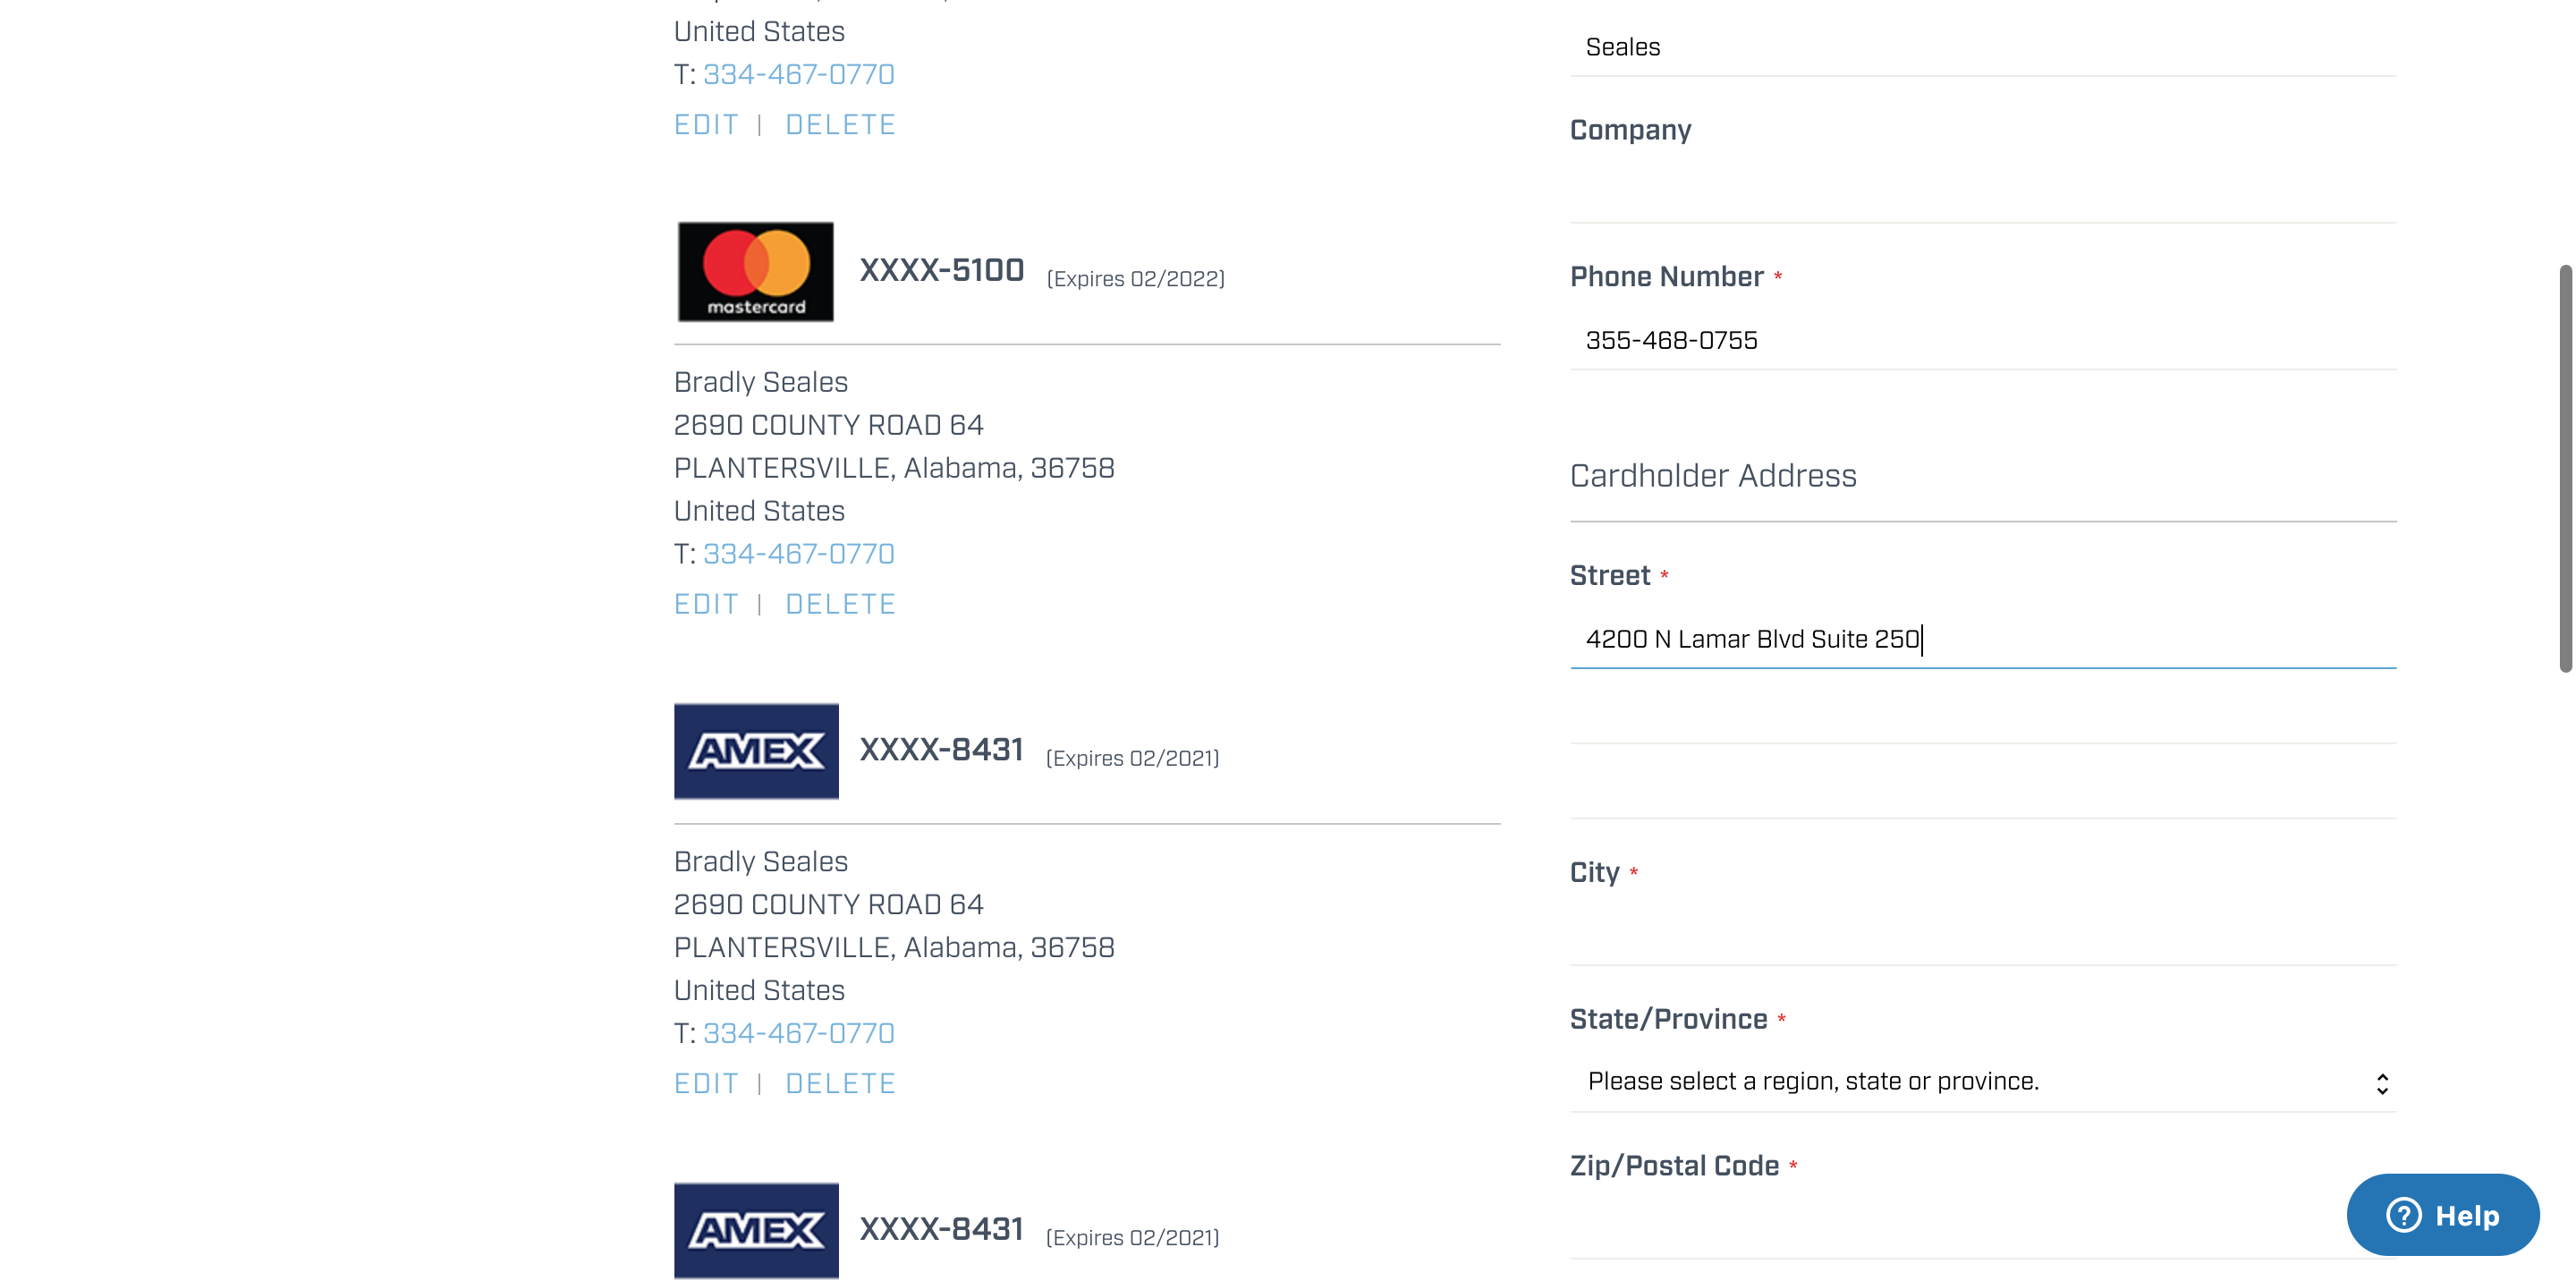 United States
T: 334-467-0770
EDIT | DELETE
mastercard
XXXX-5100 (Expires 02/2022)
Bradly Seales
2690 COUNTY ROAD 64
PLANTERSVILLE, Alabama, 36758
United States
T: 334-467-0770
EDIT | DELETE
AMEX
XXXX-8431 (Expires 02/2021)
Bradly Seales
2690 COUNTY ROAD 64
PLANTERSVILLE, Alabama, 36758
United States
T: 334-467-0770
EDIT | DELETE
AMEX
XXXX-8431 (Expires 02/2021)
Seales
Company
Phone Number *
355-468-0755
Cardholder Address
Street *
4200 N Lamar Blvd Suite 250
City *
State/Province *
Please select a region, state or province.
Zip/Postal Code *
Help